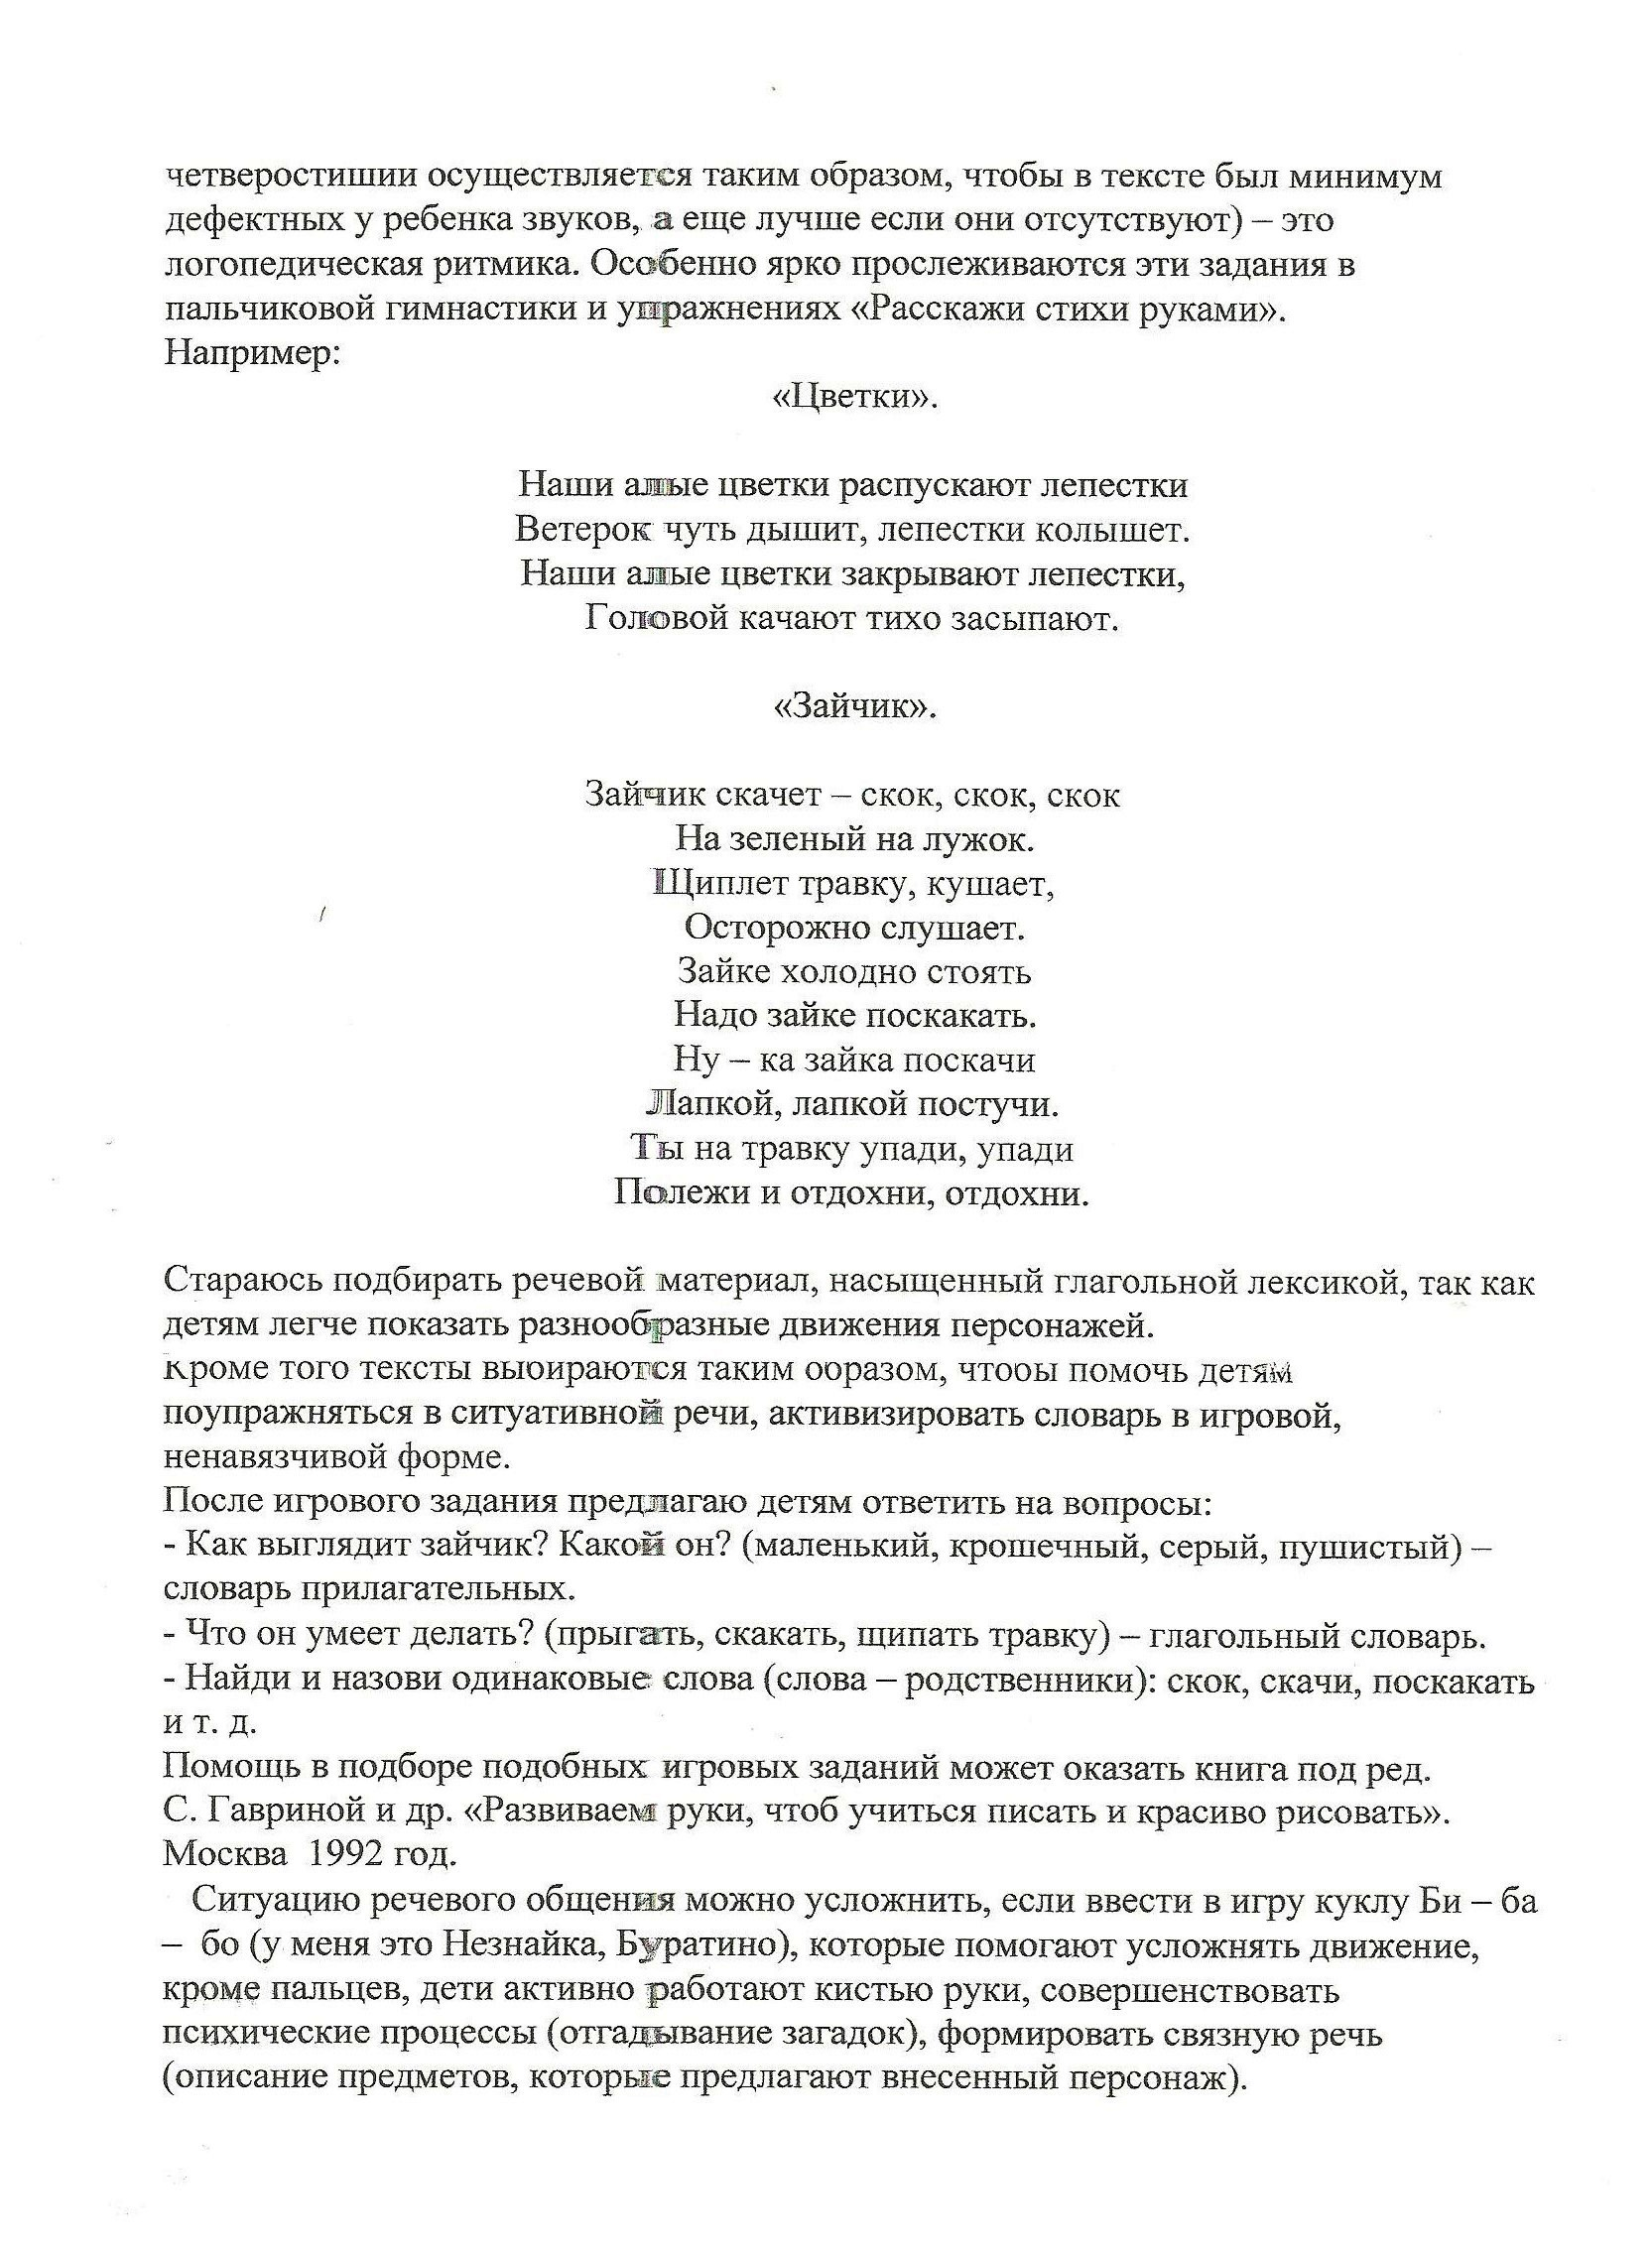 четверостишии осуществляется таким образом, чтобы в тексте был минимум
дефектных у ребенка звуков, а еще лучше если они отсутствуют) – это
логопедическая ритмика. Особенно ярко прослеживаются эти задания в
пальчиковой гимнастики и упражнениях «Расскажи стихи руками».
Например:
«Цветки».
Наши алые цветки распускают лепестки
Ветерок чуть дышит, лепестки колышет.
Наши алые цветки закрывают лепестки,
Головой качают тихо засыпают.
«Зайчик».
Зайчик скачет – скок, скок, скок
На зеленый на лужок.
Щиплет травку, кушает,
Осторожно слушает.
Зайке холодно стоять
Надо зайке поскакать.
Ну – ка зайка поскачи
Лапкой, лапкой постучи.
Ты на травку упади, упади
Полежи и отдохни, отдохни.
Стараюсь подбирать речевой материал, насыщенный глагольной лексикой, так как
детям легче показать разнообразные движения персонажей.
Кроме того тексты выбираются таким образом, чтобы помочь детям
поупражняться в ситуативной речи, активизировать словарь в игровой,
ненавязчивой форме.
После игрового задания предлагаю детям ответить на вопросы:
- Как выглядит зайчик? Какой он? (маленький, крошечный, серый, пушистый) –
словарь прилагательных.
- Что он умеет делать? (прыгать, скакать, щипать травку) – глагольный словарь.
- Найди и назови одинаковые слова (слова – родственники): скок, скачи, поскакать
и т. д.
Помощь в подборе подобных игровых заданий может оказать книга под ред.
С. Гавриной и др. «Развиваем руки, чтоб учиться писать и красиво рисовать».
Москва  1992 год.
Ситуацию речевого общения можно усложнить, если ввести в игру куклу Би – ба
–  бо (у меня это Незнайка, Буратино), которые помогают усложнять движение,
кроме пальцев, дети активно работают кистью руки, совершенствовать
психические процессы (отгадывание загадок), формировать связную речь
(описание предметов, которые предлагают внесенный персонаж).